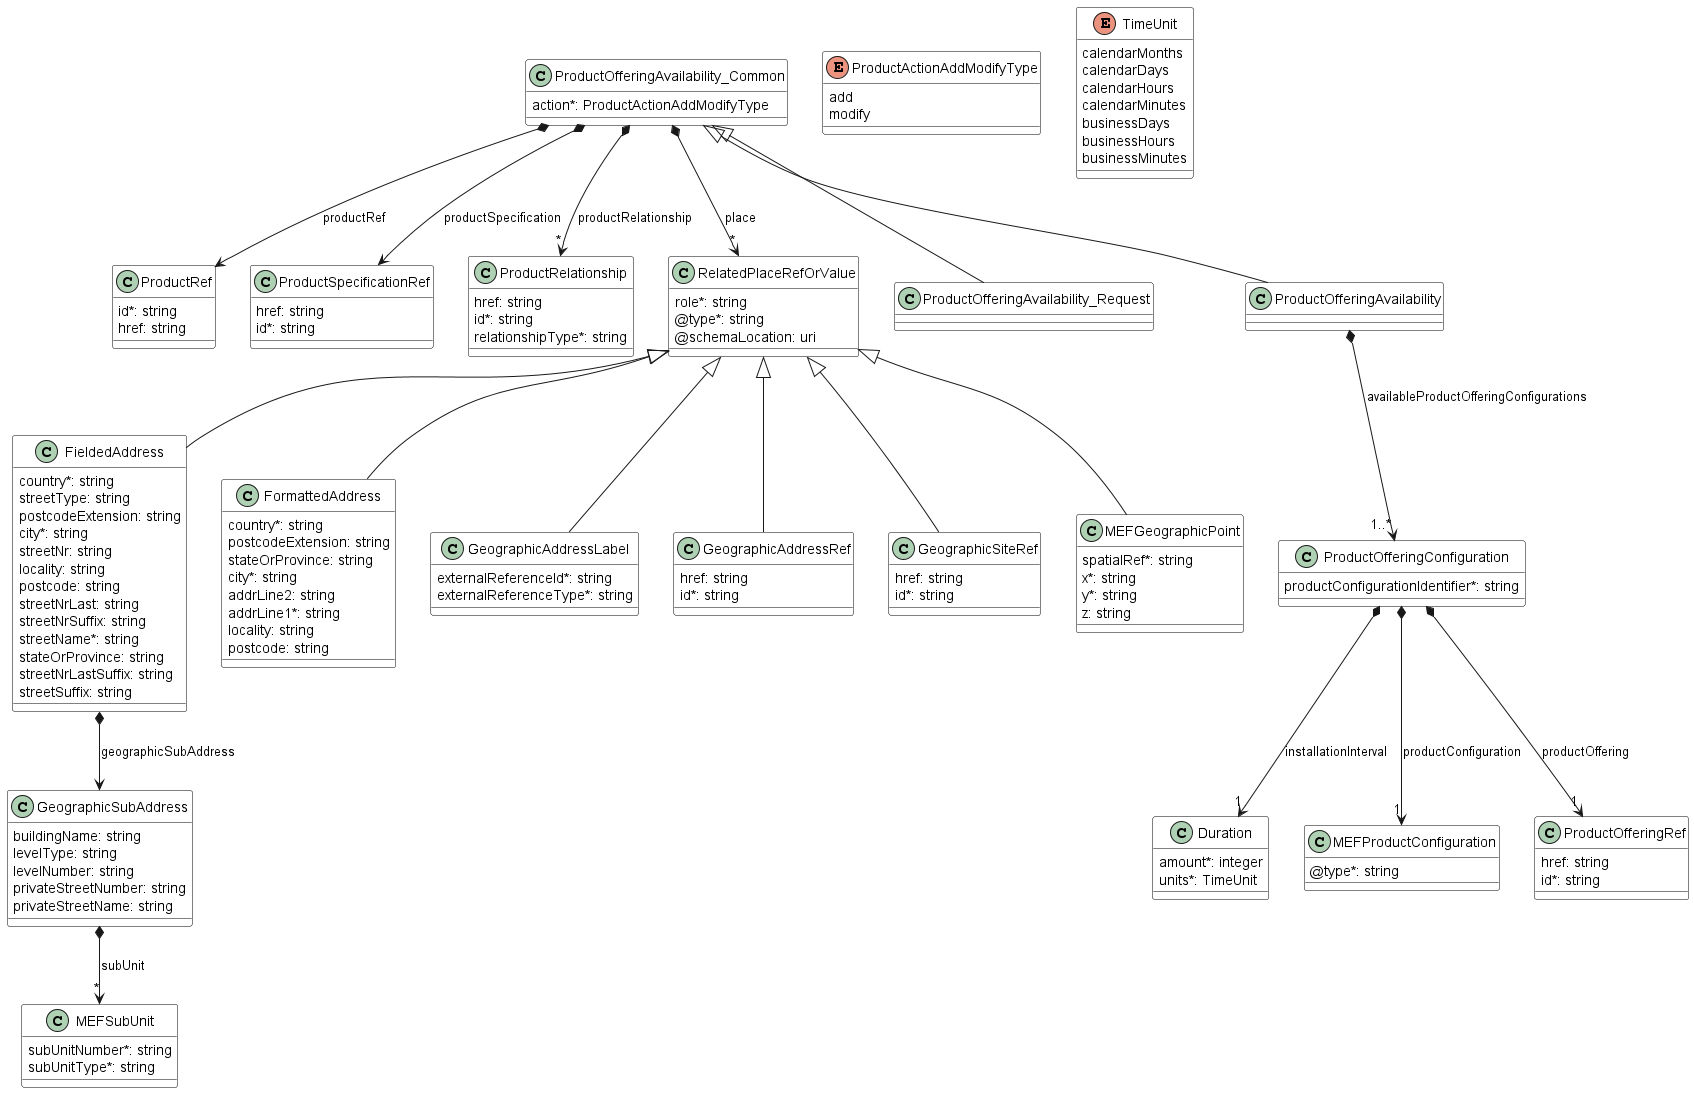 C ProductOfferingAvailability_Common
action*: ProductActionAddModifyType
E ProductActionAddModifyType
add
modify
E TimeUnit
calendarMonths
calendarDays
calendarHours
calendarMinutes
businessDays
businessHours
businessMinutes
productRef
productSpecification
productRelationship
*
place
*
C ProductRef
id*: string
href: string
C ProductSpecificationRef
href: string
id*: string
C ProductRelationship
href: string
id*: string
relationshipType*: string
C RelatedPlaceRefOrValue
role*: string
@type*: string
@schemaLocation: uri
C ProductOfferingAvailability_Request
C ProductOfferingAvailability
availableProductOfferingConfigurations
1..*
C FieldedAddress
country*: string
streetType: string
postcodeExtension: string
city*: string
streetNr: string
locality: string
postcode: string
streetNrLast: string
streetNrSuffix: string
streetName*: string
stateOrProvince: string
streetNrLastSuffix: string
streetSuffix: string
C FormattedAddress
country*: string
postcodeExtension: string
stateOrProvince: string
city*: string
addrLine2: string
addrLine1*: string
locality: string
postcode: string
C GeographicAddressLabel
externalReferenceId*: string
externalReferenceType*: string
C GeographicAddressRef
href: string
id*: string
C GeographicSiteRef
href: string
id*: string
C MEFGeographicPoint
spatialRef*: string
x*: string
y*: string
z: string
C ProductOfferingConfiguration
productConfigurationIdentifier*: string
geographicSubAddress
installationInterval
1
productConfiguration
1
productOffering
1
C GeographicSubAddress
buildingName: string
levelType: string
levelNumber: string
privateStreetNumber: string
privateStreetName: string
C Duration
amount*: integer
units*: TimeUnit
C MEFProductConfiguration
@type*: string
C ProductOfferingRef
href: string
id*: string
subUnit
*
C MEFSubUnit
subUnitNumber*: string
subUnitType*: string